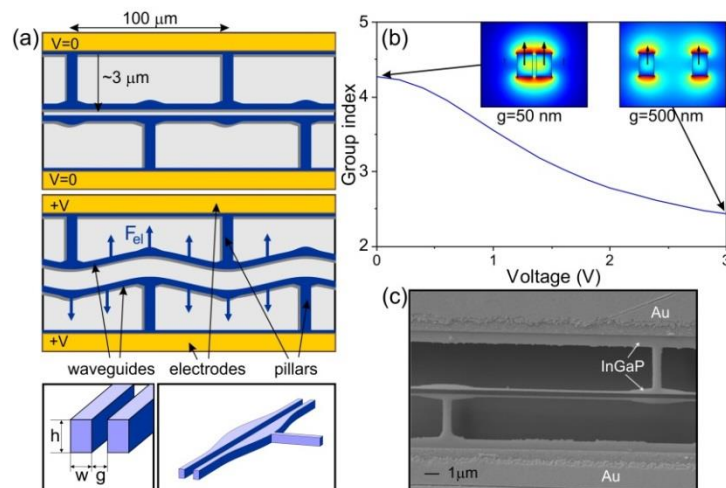 (a)
100 μm
V=0
~3 μm
V=0
+V
Fel
+V
waveguides
electrodes
pillars
h
w
g
(b)
Group index
5
4
3
2
g=50 nm
g=500 nm
0
1
2
3
Voltage (V)
(c)
Au
InGaP
1μm
Au